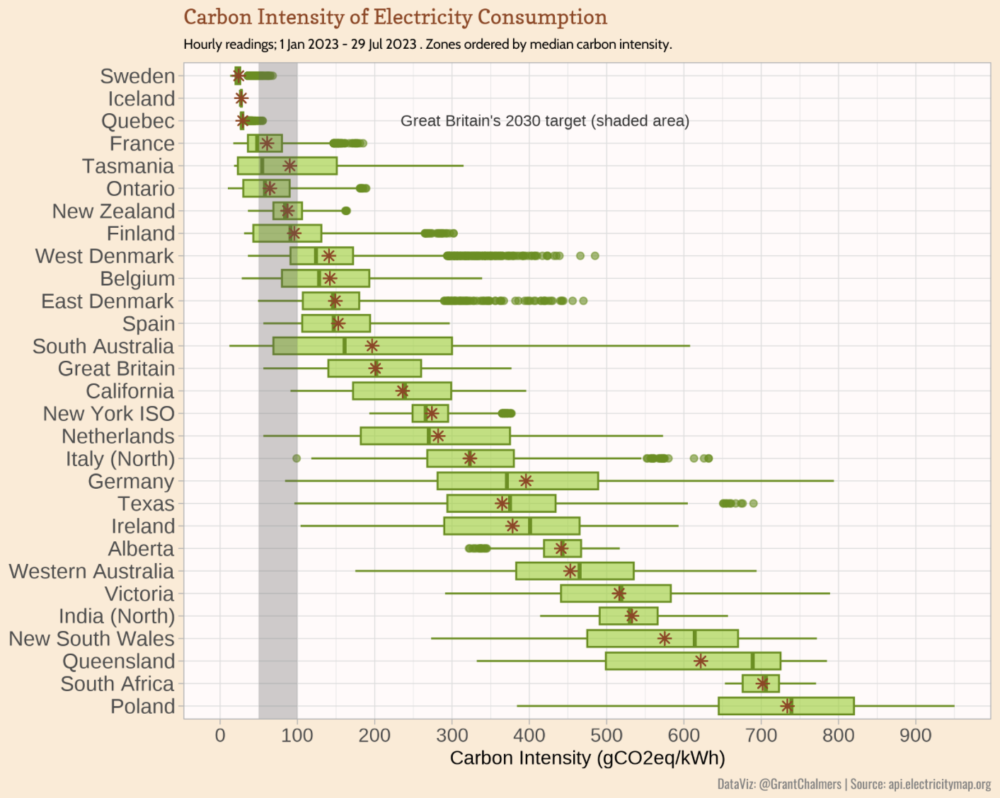 Carbon Intensity of Electricity Consumption
Hourly readings; 1 Jan 2023 - 29 Jul 2023 . Zones ordered by median carbon intensity.
Sweden
Iceland
Quebec
Great Britain's 2030 target (shaded area)
France
Tasmania
Ontario
New Zealand
Finland
West Denmark
Belgium
East Denmark
Spain
South Australia
Great Britain
California
New York ISO
Netherlands
Italy (North)
Germany
Texas
Ireland
Alberta
Western Australia
Victoria
India (North)
New South Wales
Queensland
South Africa
Poland
0 100 200 300 400 500 600 700 800 900
Carbon Intensity (gCO2eq/kWh)
DataViz: @GrantChalmers | Source: api.electricitymap.org